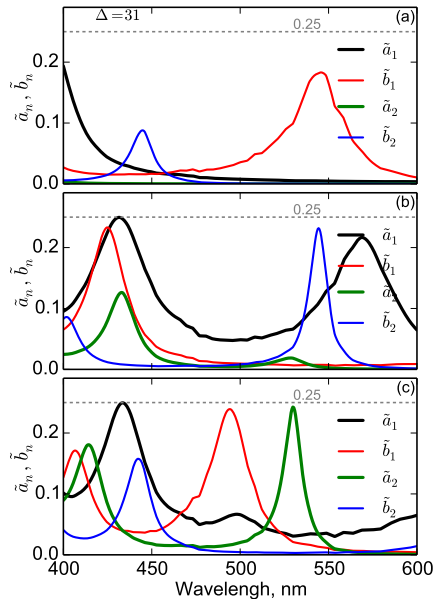 Δ=31
(a)
0.25
ã₁
b̃₁
ã₂
b̃₂
0.2
0.1
0.0
ãₙ, b̃ₙ
(b)
0.25
ã₁
b̃₁
ã₂
b̃₂
0.2
0.1
0.0
ãₙ, b̃ₙ
(c)
0.25
ã₁
b̃₁
ã₂
b̃₂
0.2
0.1
0.0
ãₙ, b̃ₙ
400 450 500 550 600
Wavelengh, nm